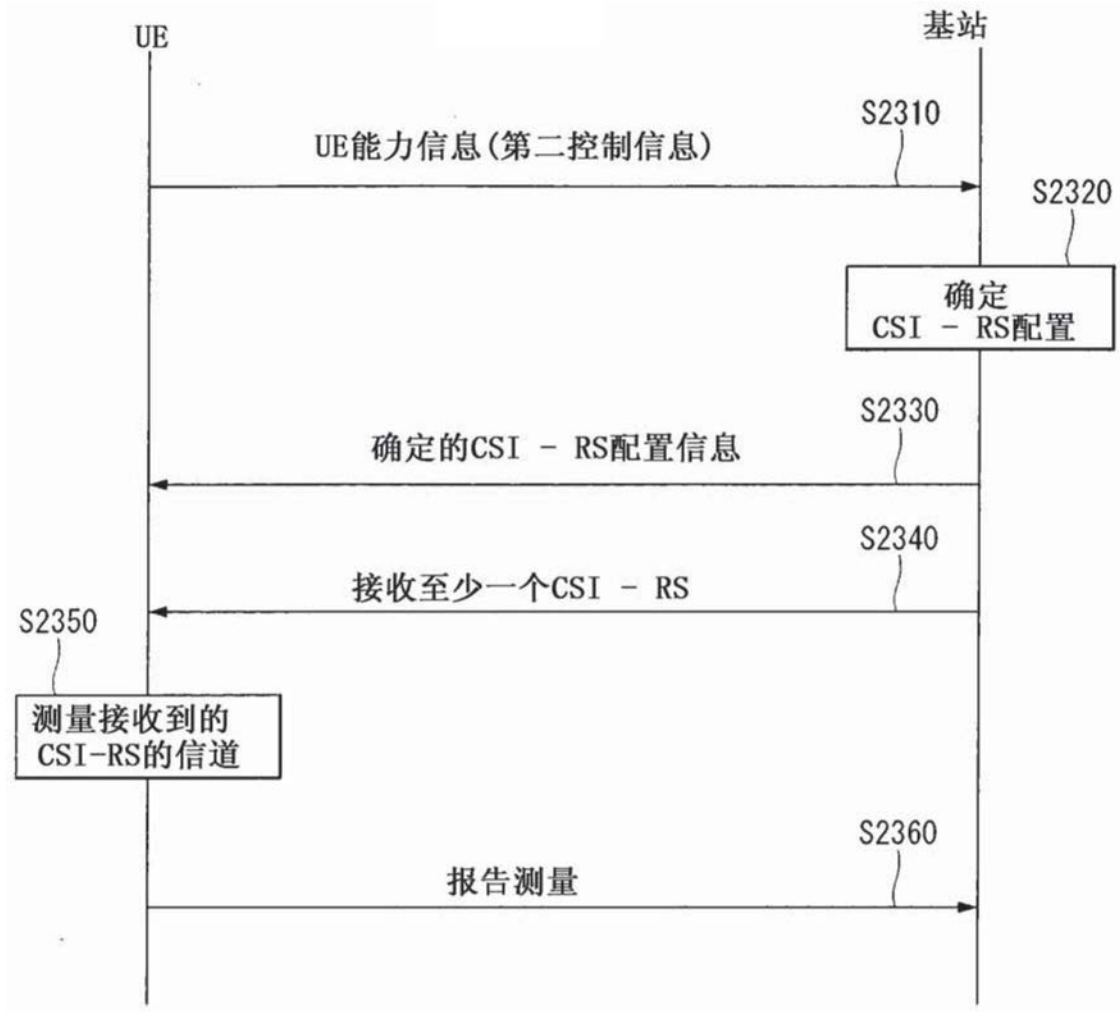 UE
基站
S2310
UE能力信息(第二控制信息)
S2320
确定
CSI - RS配置
S2330
确定的CSI - RS配置信息
S2340
接收至少一个CSI - RS
S2350
测量接收到的
CSI-RS的信道
S2360
报告测量